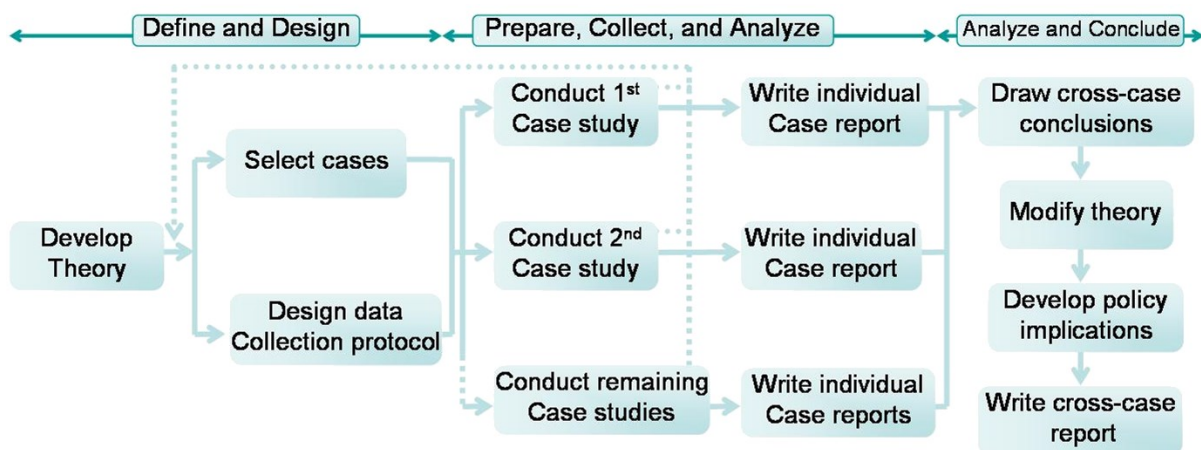 Define and Design
Prepare, Collect, and Analyze
Analyze and Conclude
Develop
Theory
Select cases
Design data
Collection protocol
Conduct 1st
Case study
Conduct 2nd
Case study
Conduct remaining
Case studies
Write individual
Case report
Write individual
Case report
Write individual
Case reports
Draw cross-case
conclusions
Modify theory
Develop policy
implications
Write cross-case
report